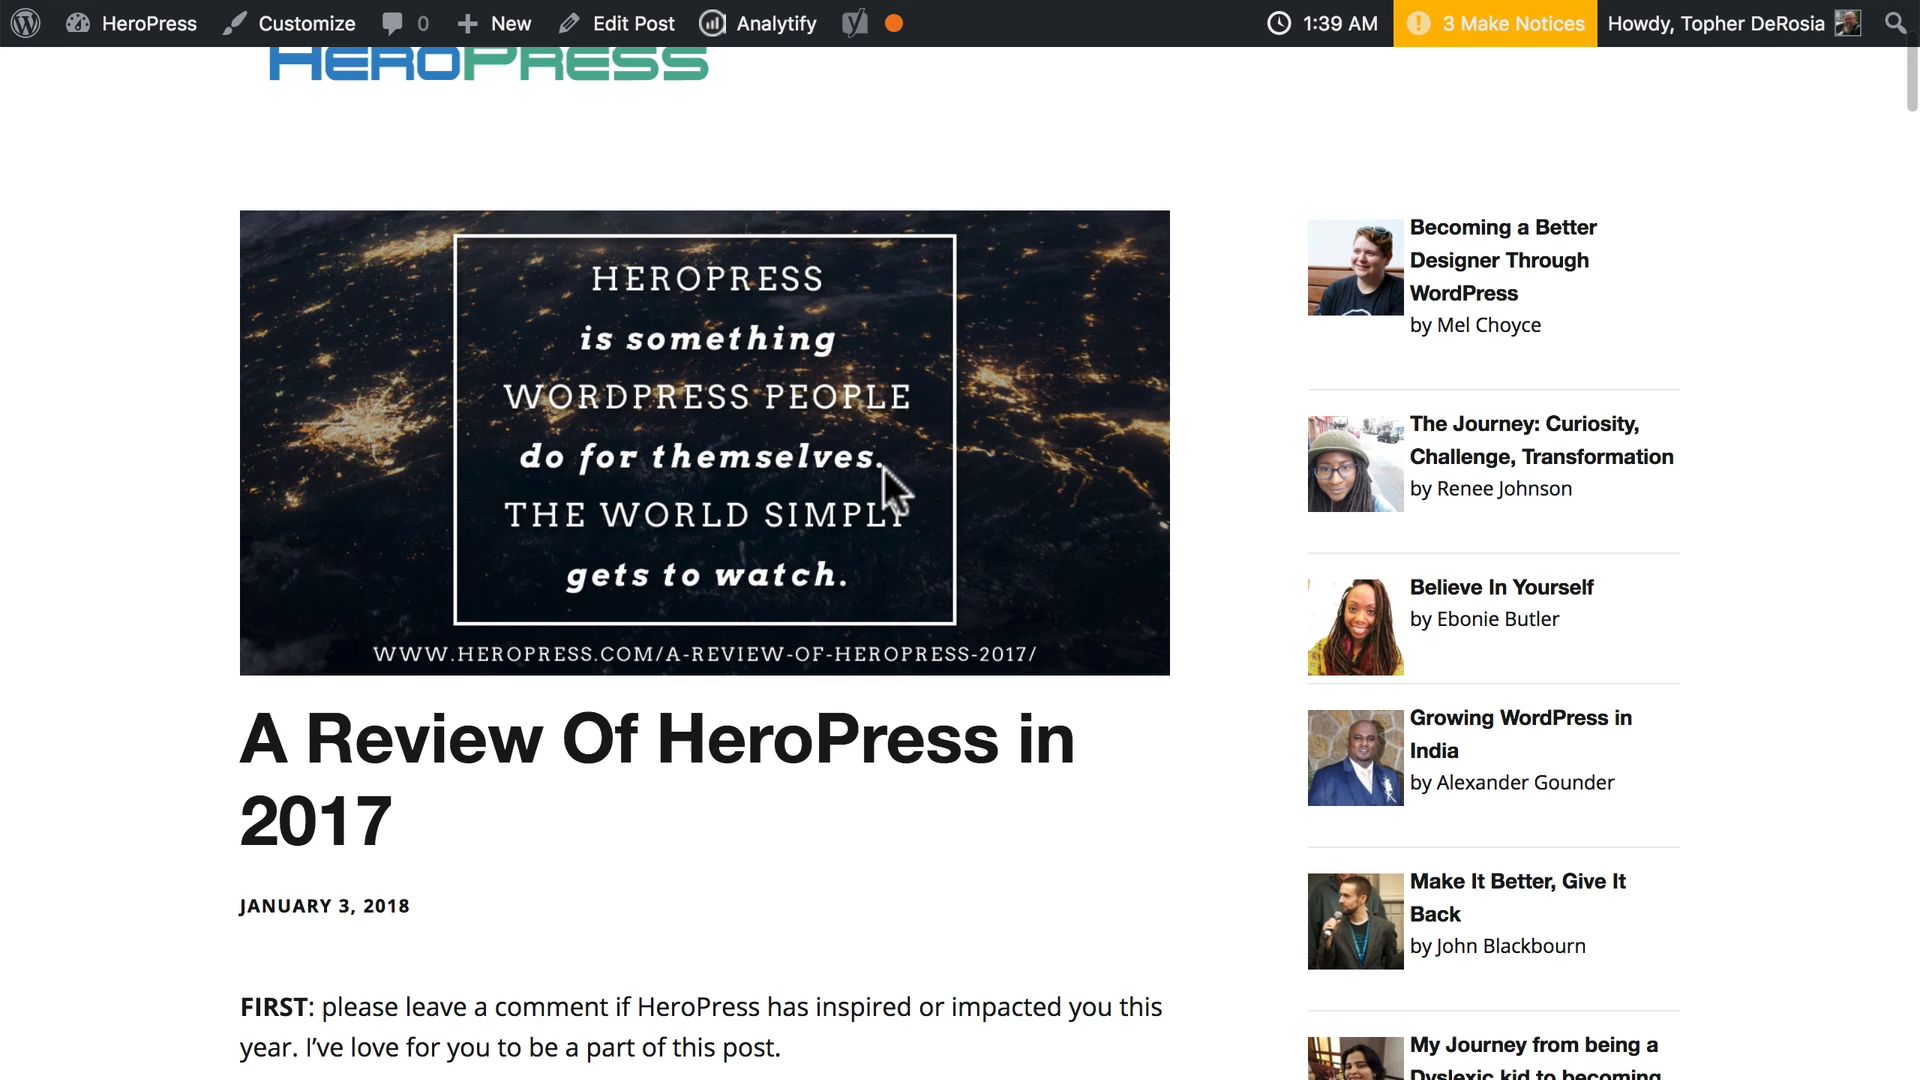 HeroPress Customize 0 New Edit Post Analytify 1:39 AM 3 Make Notices Howdy, Topher DeRosia
HEROPRESS
HEROPRESS
is something
WORDPRESS PEOPLE
do for themselves.
THE WORLD SIMPLY
gets to watch.
WWW.HEROPRESS.COM/A-REVIEW-OF-HEROPRESS-2017/
A Review Of HeroPress in
2017
JANUARY 3, 2018
FIRST: please leave a comment if HeroPress has inspired or impacted you this
year. I’ve love for you to be a part of this post.
Becoming a Better
Designer Through
WordPress
by Mel Choyce
The Journey: Curiosity,
Challenge, Transformation
by Renee Johnson
Believe In Yourself
by Ebonie Butler
Growing WordPress in
India
by Alexander Gounder
Make It Better, Give It
Back
by John Blackbourn
My Journey from being a
Dyslexic kid to becoming